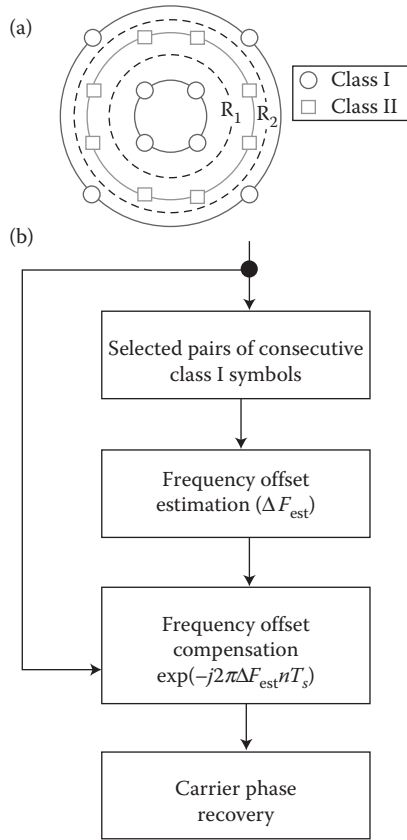 (a)
R1
R2
Class I
Class II
(b)
Selected pairs of consecutive
class I symbols
Frequency offset
estimation (ΔFest)
Frequency offset
compensation
exp(−j2πΔFestnTs)
Carrier phase
recovery